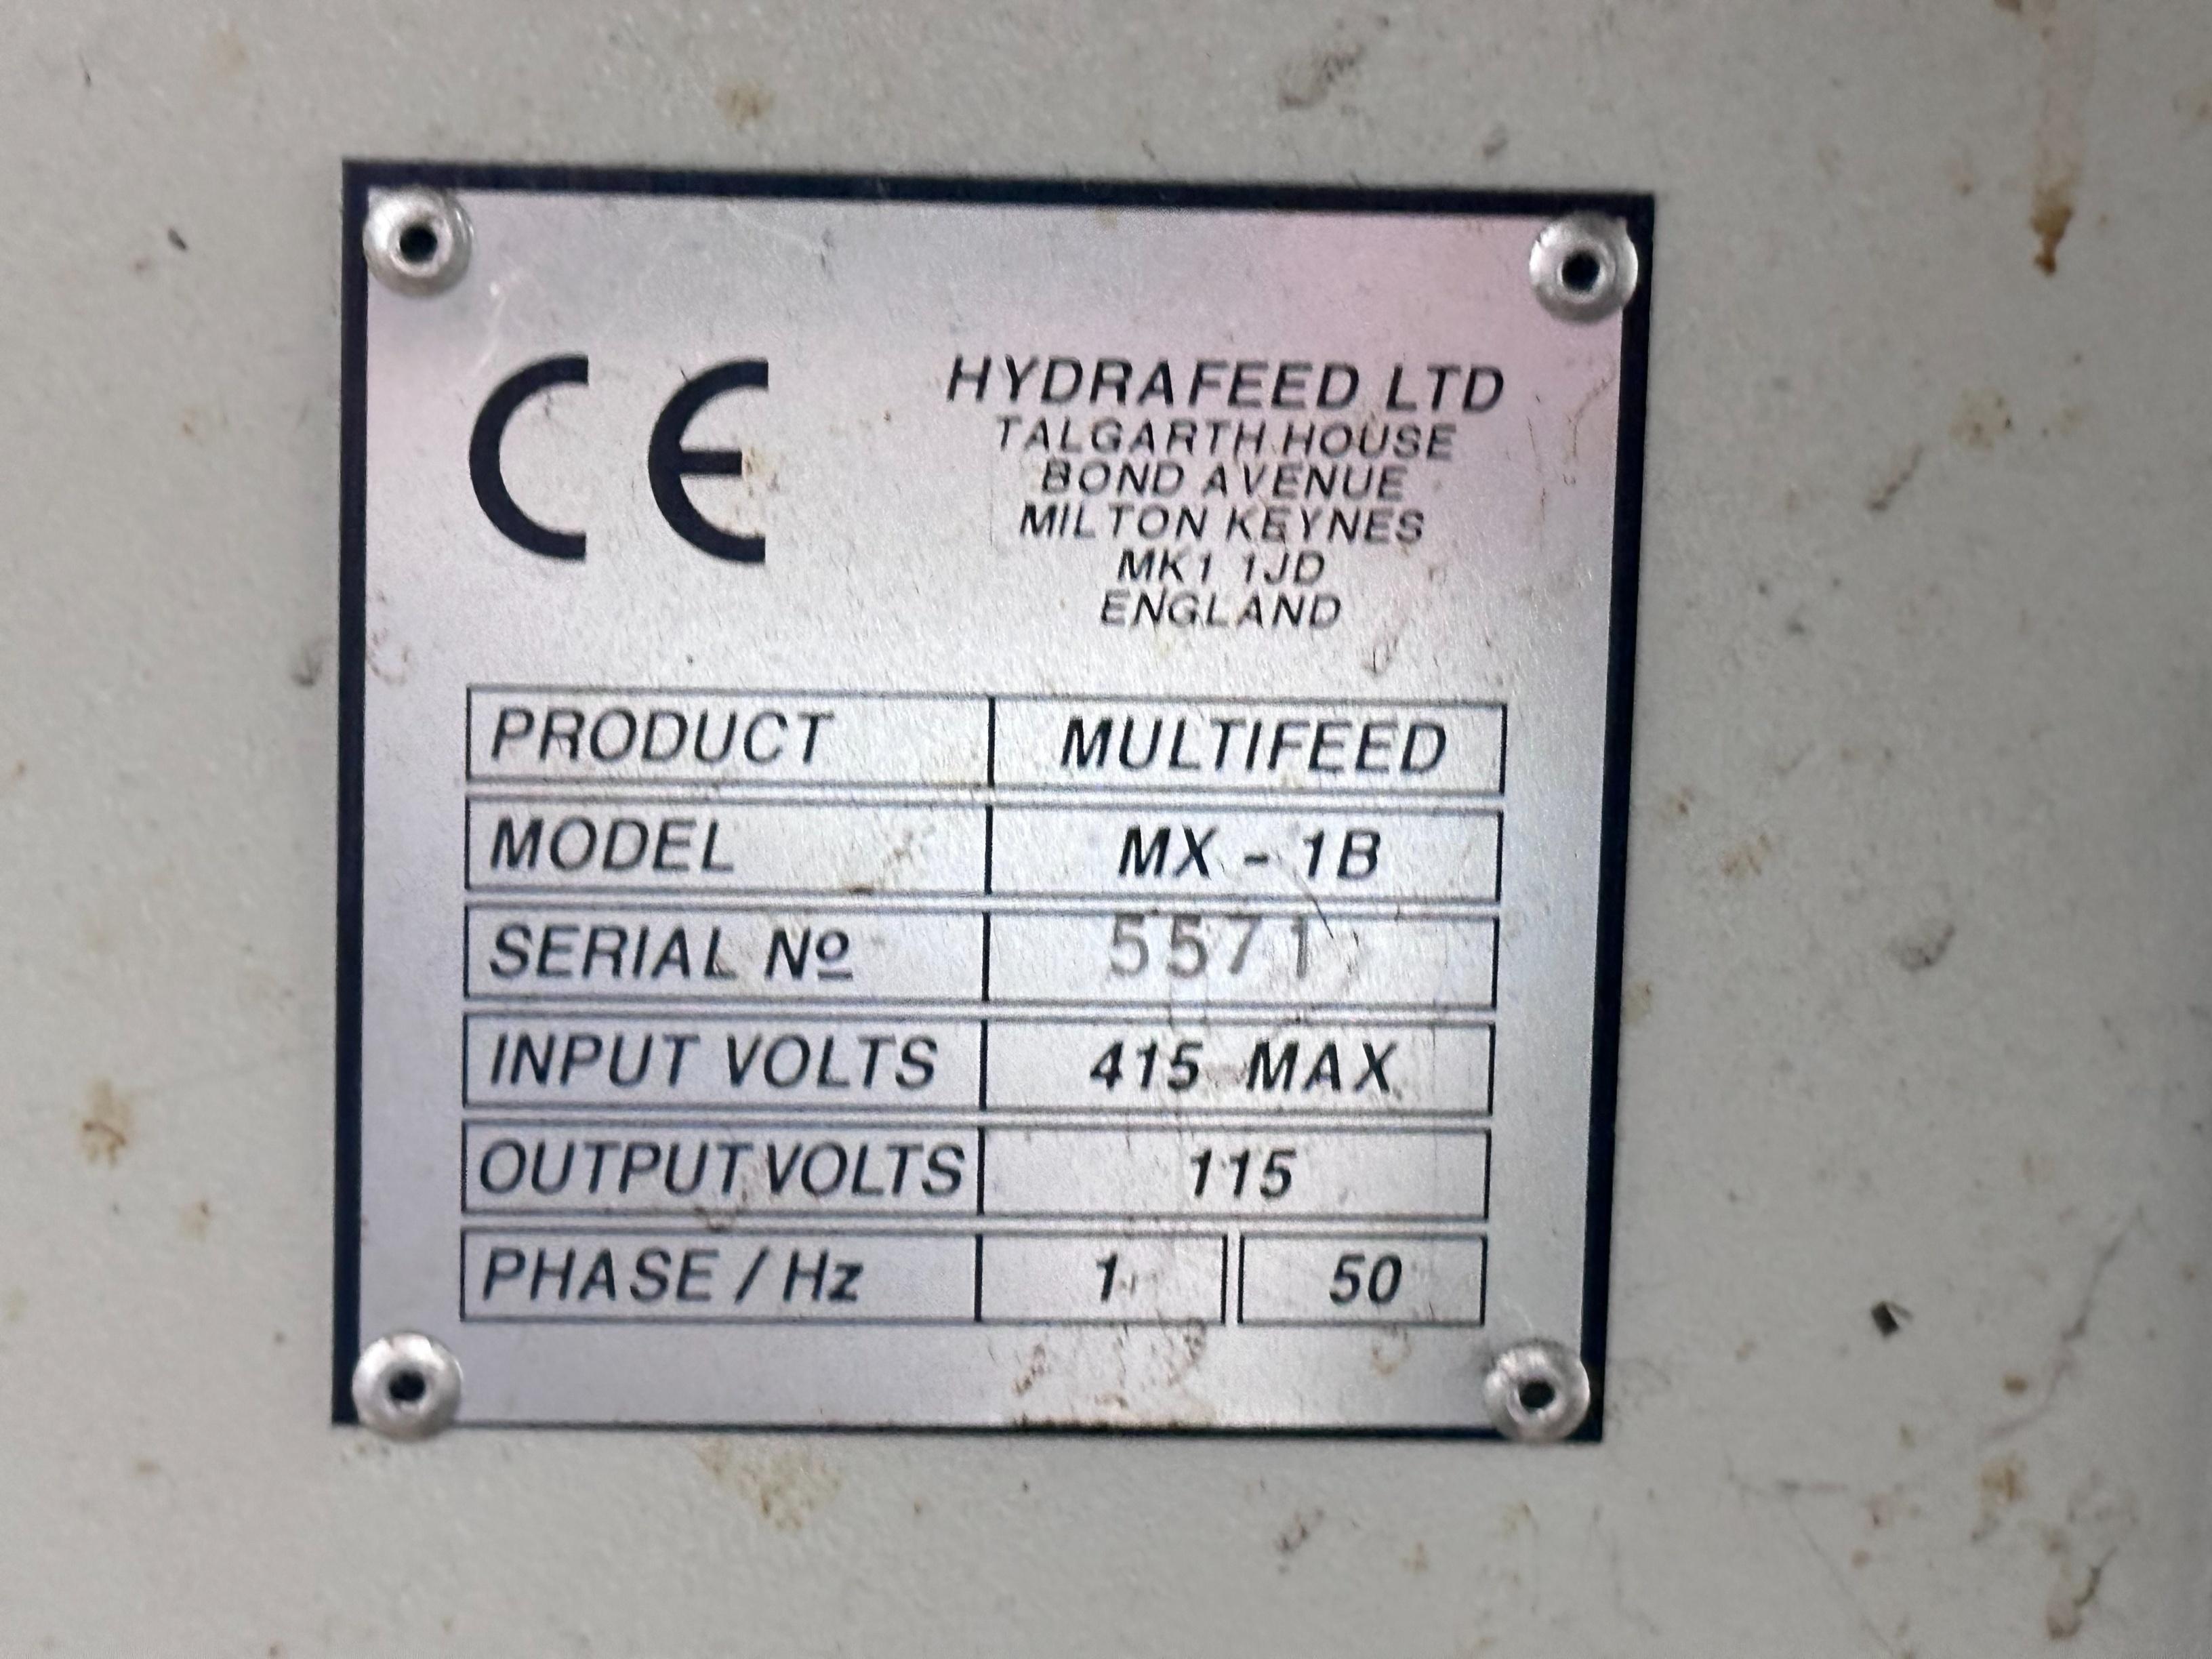 CE
HYDRAFEED LTD
TALGARTH HOUSE
BOND AVENUE
MILTON KEYNES
MK1 1JD
ENGLAND
PRODUCT MULTIFEED
MODEL MX - 1B
SERIAL Nº 5571
INPUT VOLTS 415 MAX
OUTPUT VOLTS 115
PHASE / Hz 1 50